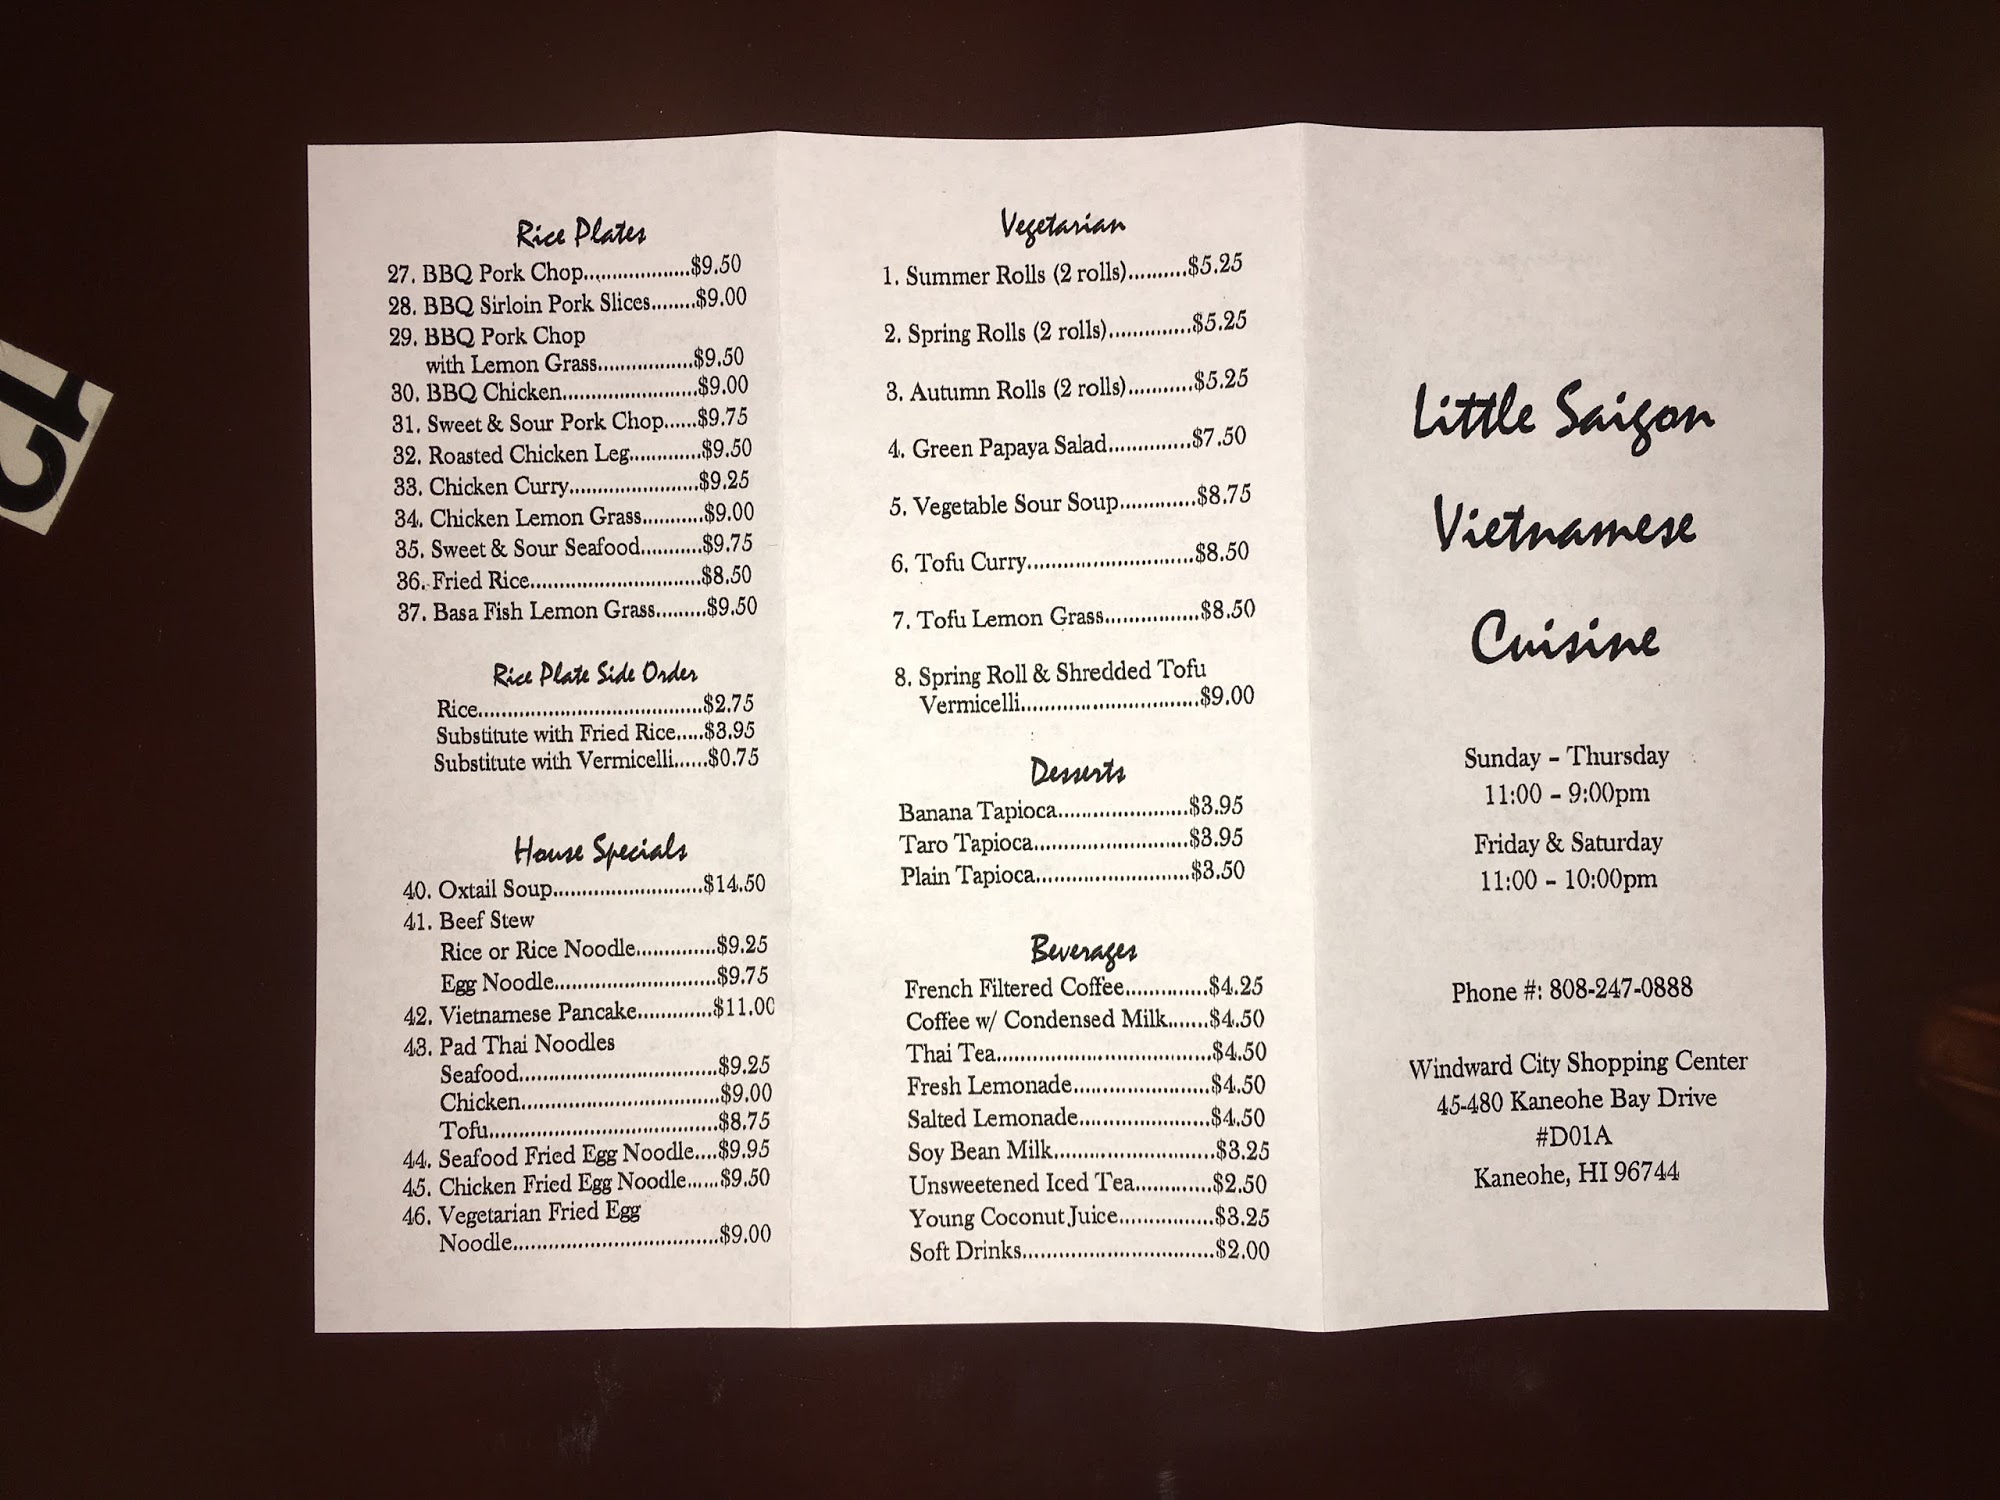 Rice Plates
27. BBQ Pork Chop....................$9.50
28. BBQ Sirloin Pork Slices........$9.00
29. BBQ Pork Chop
with Lemon Grass.................$9.50
30. BBQ Chicken........................$9.00
31. Sweet & Sour Pork Chop......$9.75
32. Roasted Chicken Leg.............$9.50
33. Chicken Curry.......................$9.25
34. Chicken Lemon Grass...........$9.00
35. Sweet & Sour Seafood...........$9.75
36. Fried Rice..............................$8.50
37. Basa Fish Lemon Grass.........$9.50
Rice Plate Side Order
Rice.......................................$2.75
Substitute with Fried Rice.....$3.95
Substitute with Vermicelli......$0.75
House Specials
40. Oxtail Soup..........................$14.50
41. Beef Stew
Rice or Rice Noodle..............$9.25
Egg Noodle............................$9.75
42. Vietnamese Pancake.............$11.00
43. Pad Thai Noodles
Seafood...................................$9.25
Chicken..................................$9.00
Tofu........................................$8.75
44. Seafood Fried Egg Noodle....$9.95
45. Chicken Fried Egg Noodle......$9.50
46. Vegetarian Fried Egg
Noodle....................................$9.00
Vegetarian
1. Summer Rolls (2 rolls)..........$5.25
2. Spring Rolls (2 rolls)..............$5.25
3. Autumn Rolls (2 rolls)...........$5.25
4. Green Papaya Salad..............$7.50
5. Vegetable Sour Soup.............$8.75
6. Tofu Curry.............................$8.50
7. Tofu Lemon Grass................$8.50
8. Spring Roll & Shredded Tofu
Vermicelli...............................$9.00
Desserts
Banana Tapioca.......................$3.95
Taro Tapioca...........................$3.95
Plain Tapioca...........................$3.50
Beverages
French Filtered Coffee..............$4.25
Coffee w/ Condensed Milk.......$4.50
Thai Tea.....................................$4.50
Fresh Lemonade........................$4.50
Salted Lemonade.......................$4.50
Soy Bean Milk............................$3.25
Unsweetened Iced Tea.............$2.50
Young Coconut Juice................$3.25
Soft Drinks.................................$2.00
Little Saigon
Vietnamese
Cuisine
Sunday – Thursday
11:00 – 9:00pm
Friday & Saturday
11:00 – 10:00pm
Phone #: 808-247-0888
Windward City Shopping Center
45-480 Kaneohe Bay Drive
#D01A
Kaneohe, HI 96744